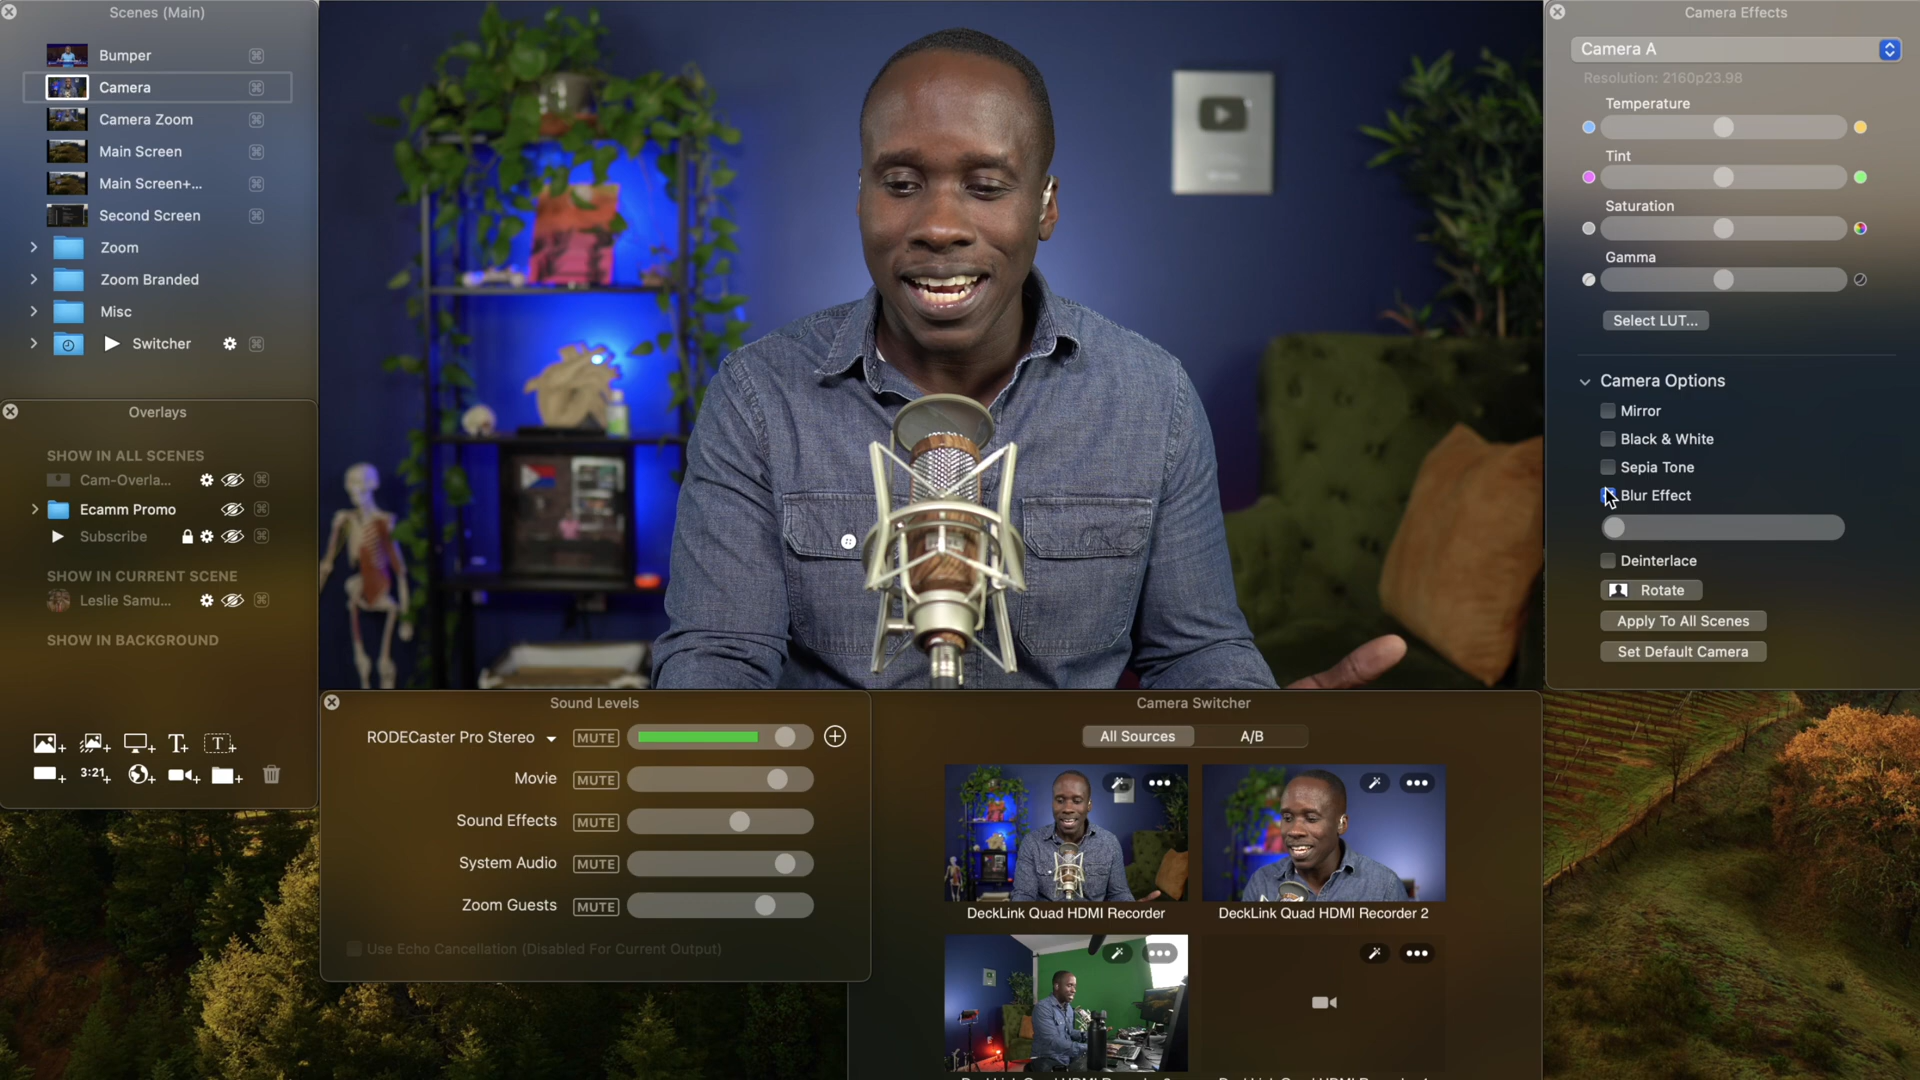 Scenes (Main)
Bumper
Camera
Camera Zoom
Main Screen
Main Screen+...
Second Screen
Zoom
Zoom Branded
Misc
Switcher
Overlays
SHOW IN ALL SCENES
Cam-Overla...
Ecamm Promo
Subscribe
SHOW IN CURRENT SCENE
Leslie Samu...
SHOW IN BACKGROUND
T+
T+
3:21+
Sound Levels
RODECaster Pro Stereo
MUTE
Movie
MUTE
Sound Effects
MUTE
System Audio
MUTE
Zoom Guests
MUTE
Use Echo Cancellation (Disabled For Current Output)
Camera Switcher
All Sources
A/B
DeckLink Quad HDMI Recorder
DeckLink Quad HDMI Recorder 2
Camera Effects
Camera A
Resolution: 2160p23.98
Temperature
Tint
Saturation
Gamma
Select LUT...
Camera Options
Mirror
Black & White
Sepia Tone
Blur Effect
Deinterlace
Rotate
Apply To All Scenes
Set Default Camera